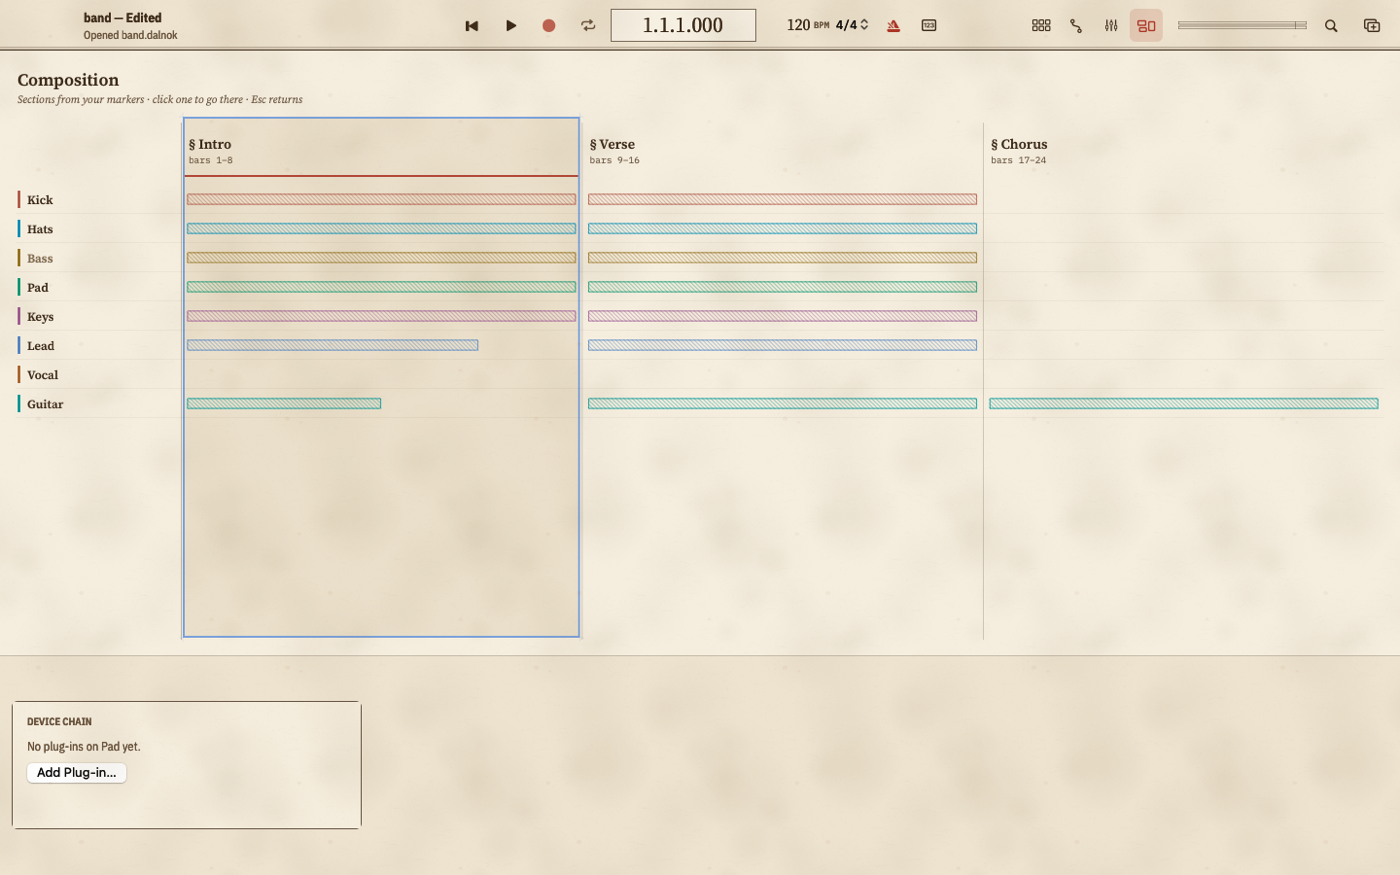 band — Edited
Opened band.dalnok
1.1.1.000
120 BPM 4/4
123
Composition
Sections from your markers · click one to go there · Esc returns
§ Intro
bars 1–8
§ Verse
bars 9–16
§ Chorus
bars 17–24
Kick
Hats
Bass
Pad
Keys
Lead
Vocal
Guitar
DEVICE CHAIN
No plug-ins on Pad yet.
Add Plug-in...